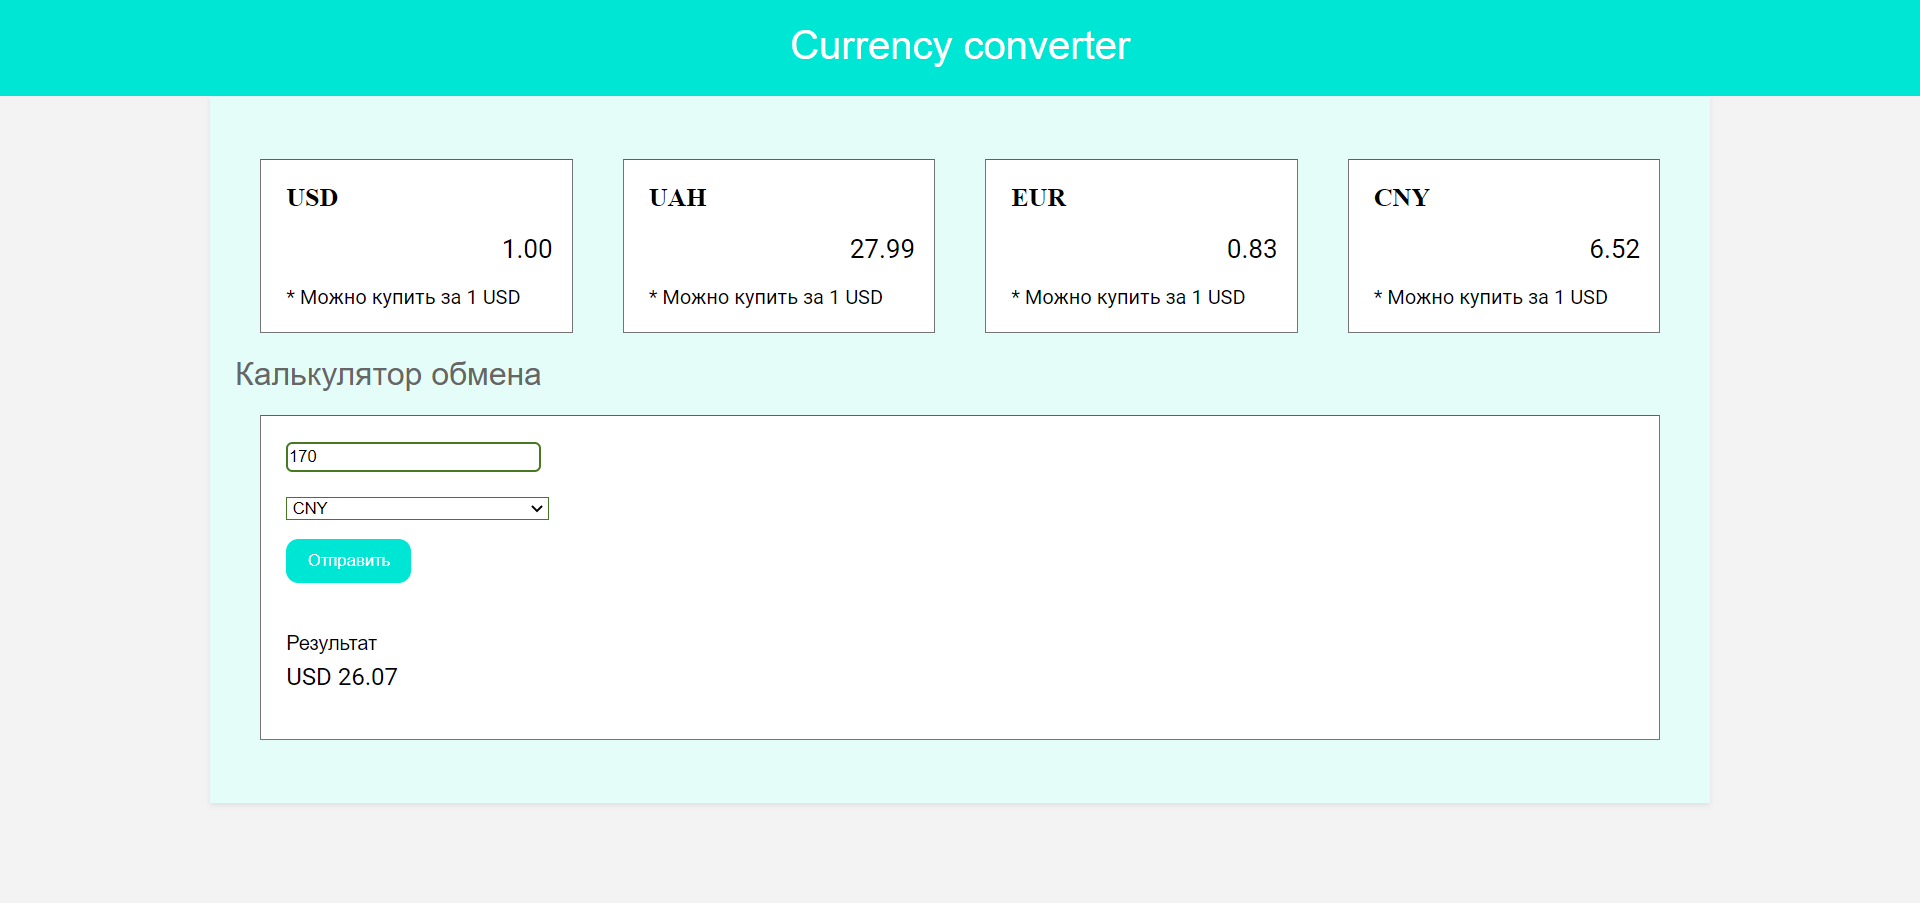 Currency converter
USD
1.00
* Можно купить за 1 USD
UAH
27.99
* Можно купить за 1 USD
EUR
0.83
* Можно купить за 1 USD
CNY
6.52
* Можно купить за 1 USD
Калькулятор обмена
170
CNY
Отправить
Результат
USD 26.07